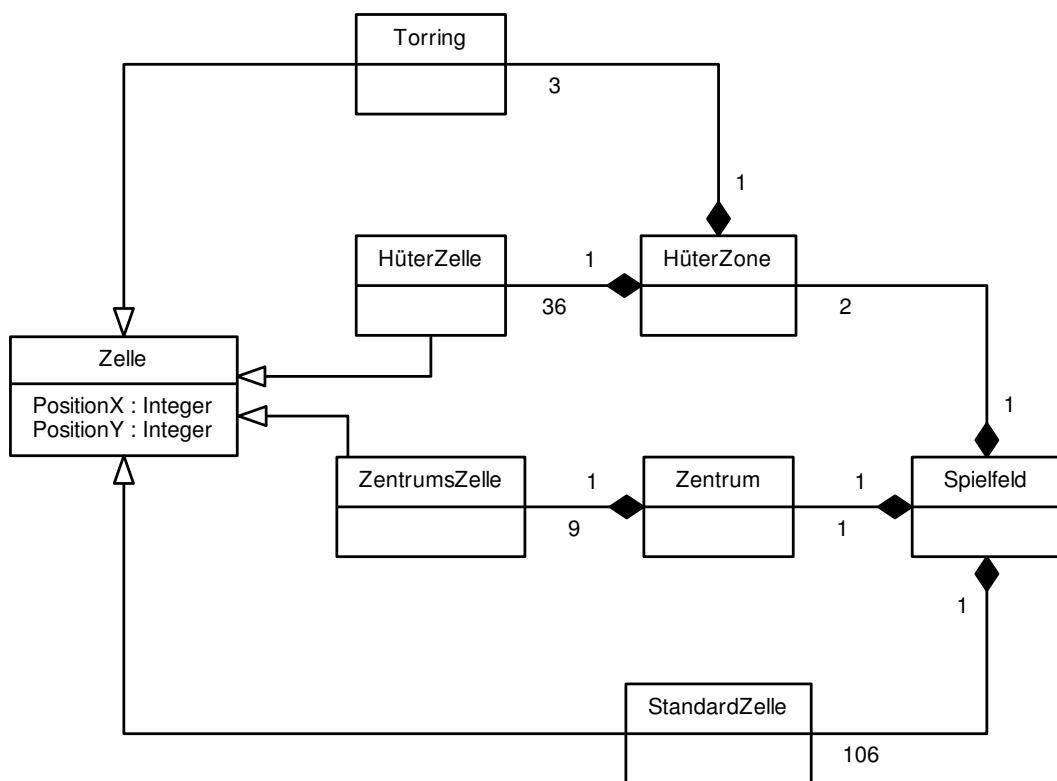 Torring
3
1
HüterZelle
1
36
HüterZone
2
1
Zelle
PositionX : Integer
PositionY : Integer
ZentrumsZelle
1
9
Zentrum
1
1
Spielfeld
1
StandardZelle
106